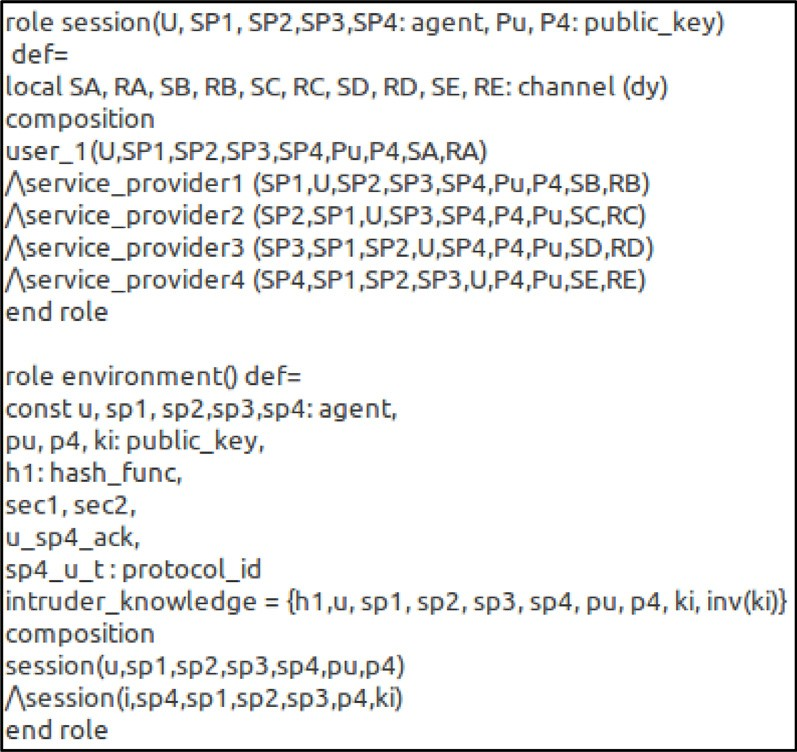 role session(U, SP1, SP2,SP3,SP4: agent, Pu, P4: public_key)
def=
local SA, RA, SB, RB, SC, RC, SD, RD, SE, RE: channel (dy)
composition
user_1(U,SP1,SP2,SP3,SP4,Pu,P4,SA,RA)
/\service_provider1 (SP1,U,SP2,SP3,SP4,Pu,P4,SB,RB)
/\service_provider2 (SP2,SP1,U,SP3,SP4,P4,Pu,SC,RC)
/\service_provider3 (SP3,SP1,SP2,U,SP4,P4,Pu,SD,RD)
/\service_provider4 (SP4,SP1,SP2,SP3,U,P4,Pu,SE,RE)
end role
role environment() def=
const u, sp1, sp2,sp3,sp4: agent,
pu, p4, ki: public_key,
h1: hash_func,
sec1, sec2,
u_sp4_ack,
sp4_u_t : protocol_id
intruder_knowledge = {h1,u, sp1, sp2, sp3, sp4, pu, p4, ki, inv(ki)}
composition
session(u,sp1,sp2,sp3,sp4,pu,p4)
/\session(i,sp4,sp1,sp2,sp3,p4,ki)
end role